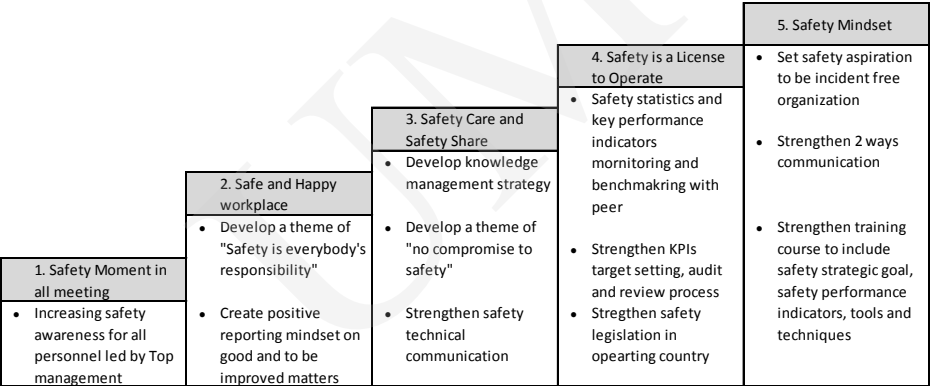 1. Safety Moment in
all meeting
• Increasing safety
awareness for all
personnel led by Top
management
2. Safe and Happy
workplace
• Develop a theme of
"Safety is everybody's
responsibility"
• Create positive
reporting mindset on
good and to be
improved matters
3. Safety Care and
Safety Share
• Develop knowledge
management strategy
• Develop a theme of
"no compromise to
safety"
• Strengthen safety
technical
communication
4. Safety is a License
to Operate
• Safety statistics and
key performance
indicators
mornitoring and
benchmakring with
peer
• Strengthen KPIs
target setting, audit
and review process
• Stregthen safety
legislation in
opearting country
5. Safety Mindset
• Set safety aspiration
to be incident free
organization
• Strengthen 2 ways
communication
• Strengthen training
course to include
safety strategic goal,
safety performance
indicators, tools and
techniques
UM